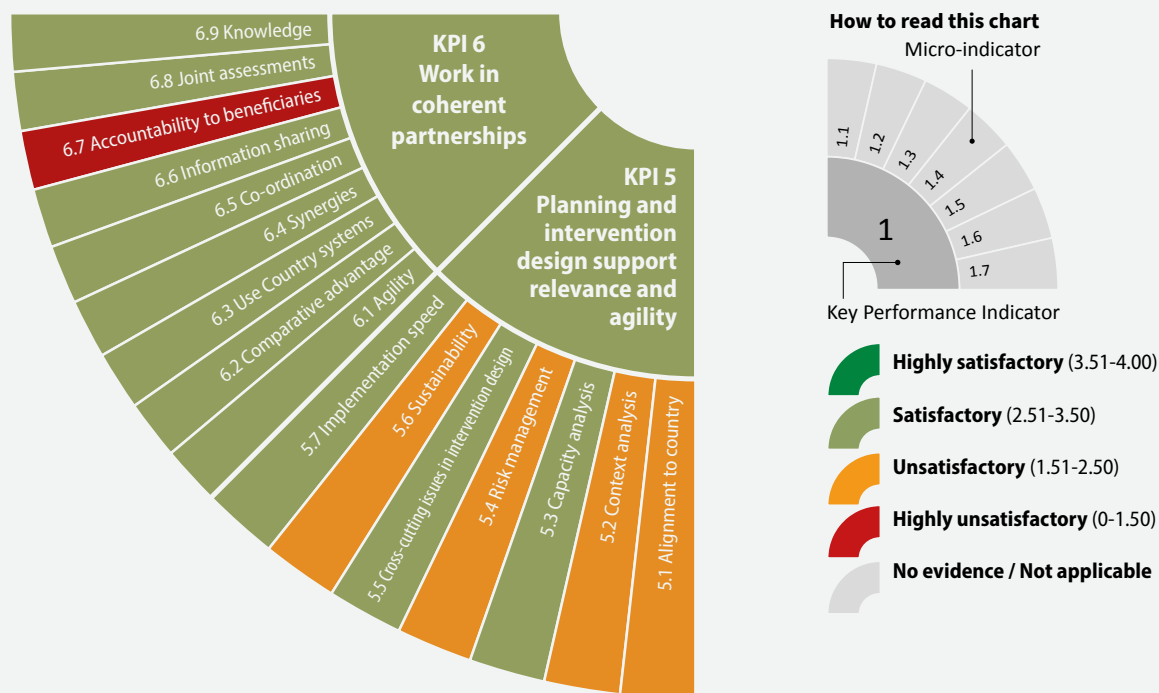 6.9 Knowledge
6.8 Joint assessments
6.7 Accountability to beneficiaries
6.6 Information sharing
6.5 Co-ordination
6.4 Synergies
6.3 Use Country systems
6.2 Comparative advantage
6.1 Agility
KPI 6
Work in
coherent
partnerships
KPI 5
Planning and
intervention
design support
relevance and
agility
5.7 Implementation speed
5.6 Sustainability
5.5 Cross-cutting issues in intervention design
5.4 Risk management
5.3 Capacity analysis
5.2 Context analysis
5.1 Alignment to country
How to read this chart
Micro-indicator
1.1
1.2
1.3
1.4
1.5
1.6
1.7
1
Key Performance Indicator
Highly satisfactory (3.51-4.00)
Satisfactory (2.51-3.50)
Unsatisfactory (1.51-2.50)
Highly unsatisfactory (0-1.50)
No evidence / Not applicable